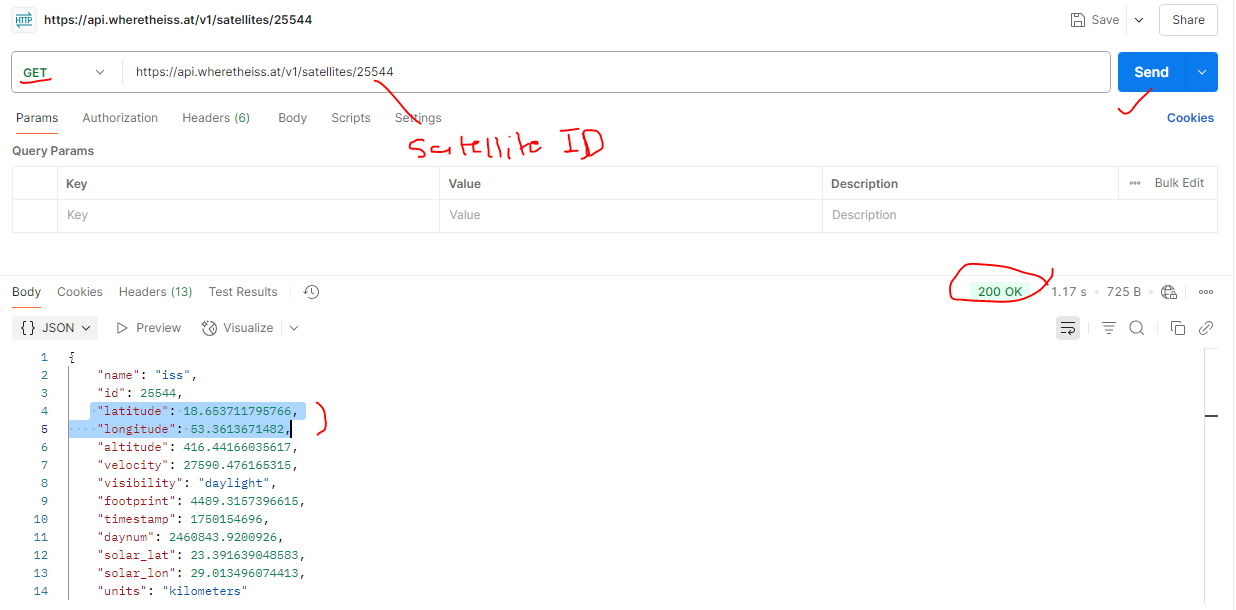 HTTP https://api.wheretheiss.at/v1/satellites/25544 Save Share
GET https://api.wheretheiss.at/v1/satellites/25544 Send
Params Authorization Headers (6) Body Scripts Settings Cookies
Satellite ID
Query Params
Key Value Description Bulk Edit
Key Value Description
Body Cookies Headers (13) Test Results 200 OK 1.17 s 725 B
{} JSON Preview Visualize
1 {
2 "name": "iss",
3 "id": 25544,
4 "latitude": 18.653711795766,
5 "longitude": 53.3613671482,
6 "altitude": 416.44166035617,
7 "velocity": 27590.476165315,
8 "visibility": "daylight",
9 "footprint": 4489.3157396615,
10 "timestamp": 1750154696,
11 "daynum": 2460843.9200926,
12 "solar_lat": 23.391639048583,
13 "solar_lon": 29.013496074413,
14 "units": "kilometers"